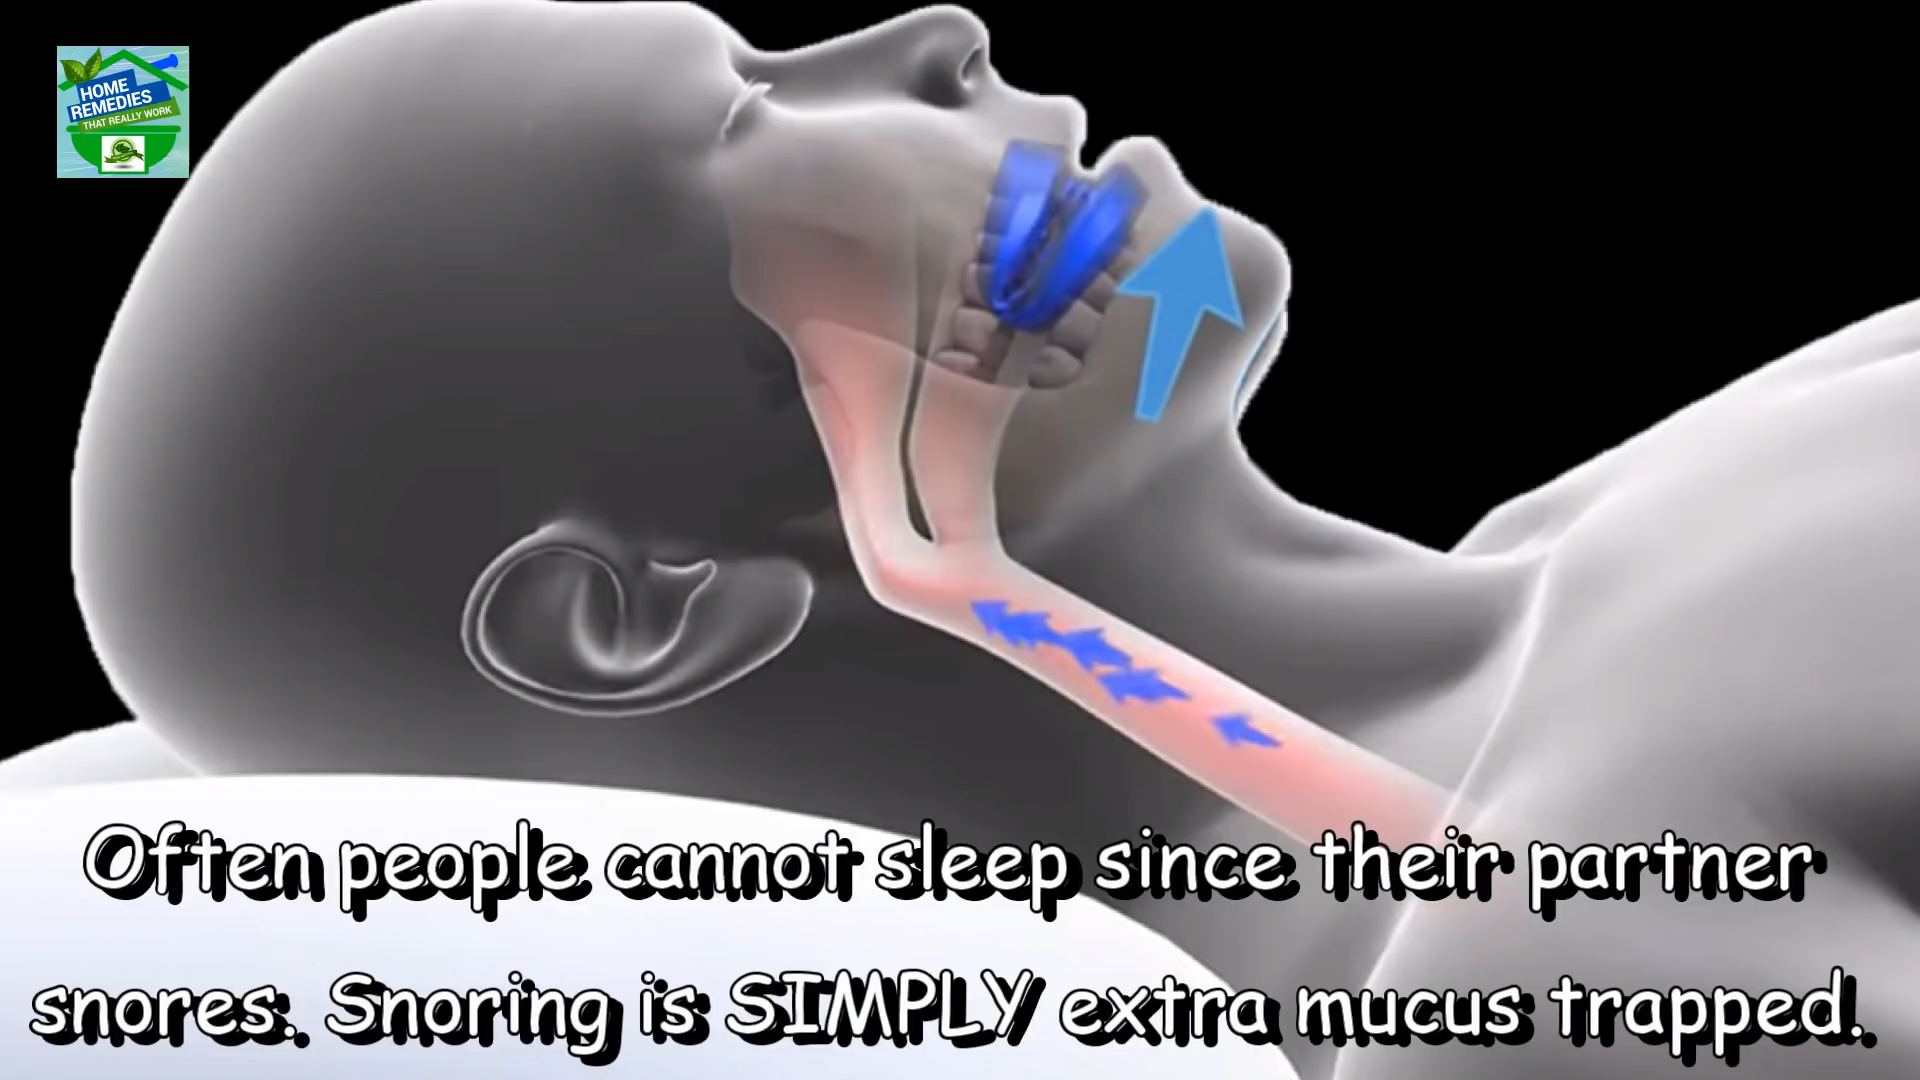 HOME
REMEDIES
THAT REALLY WORK
Often people cannot sleep since their partner
snores. Snoring is SIMPLY extra mucus trapped.